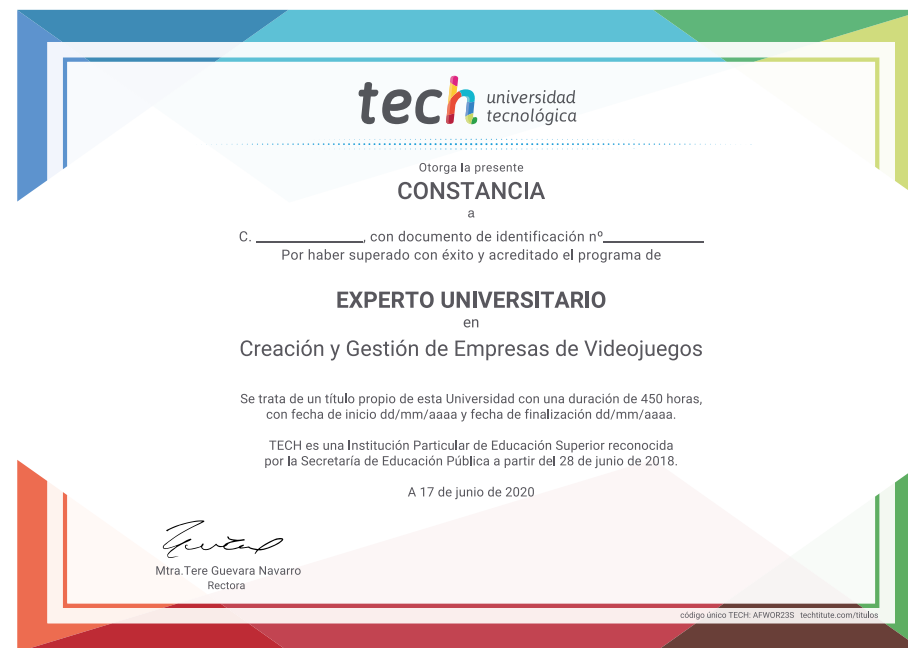 tech universidad
tecnológica
Otorga la presente
CONSTANCIA
a
C. ____________, con documento de identificación nº____________
Por haber superado con éxito y acreditado el programa de
EXPERTO UNIVERSITARIO
en
Creación y Gestión de Empresas de Videojuegos
Se trata de un título propio de esta Universidad con una duración de 450 horas,
con fecha de inicio dd/mm/aaaa y fecha de finalización dd/mm/aaaa.
TECH es una Institución Particular de Educación Superior reconocida
por la Secretaría de Educación Pública a partir del 28 de junio de 2018.
A 17 de junio de 2020
Mtra.Tere Guevara Navarro
Rectora
código único TECH: AFWOR23S techtitute.com/titulos